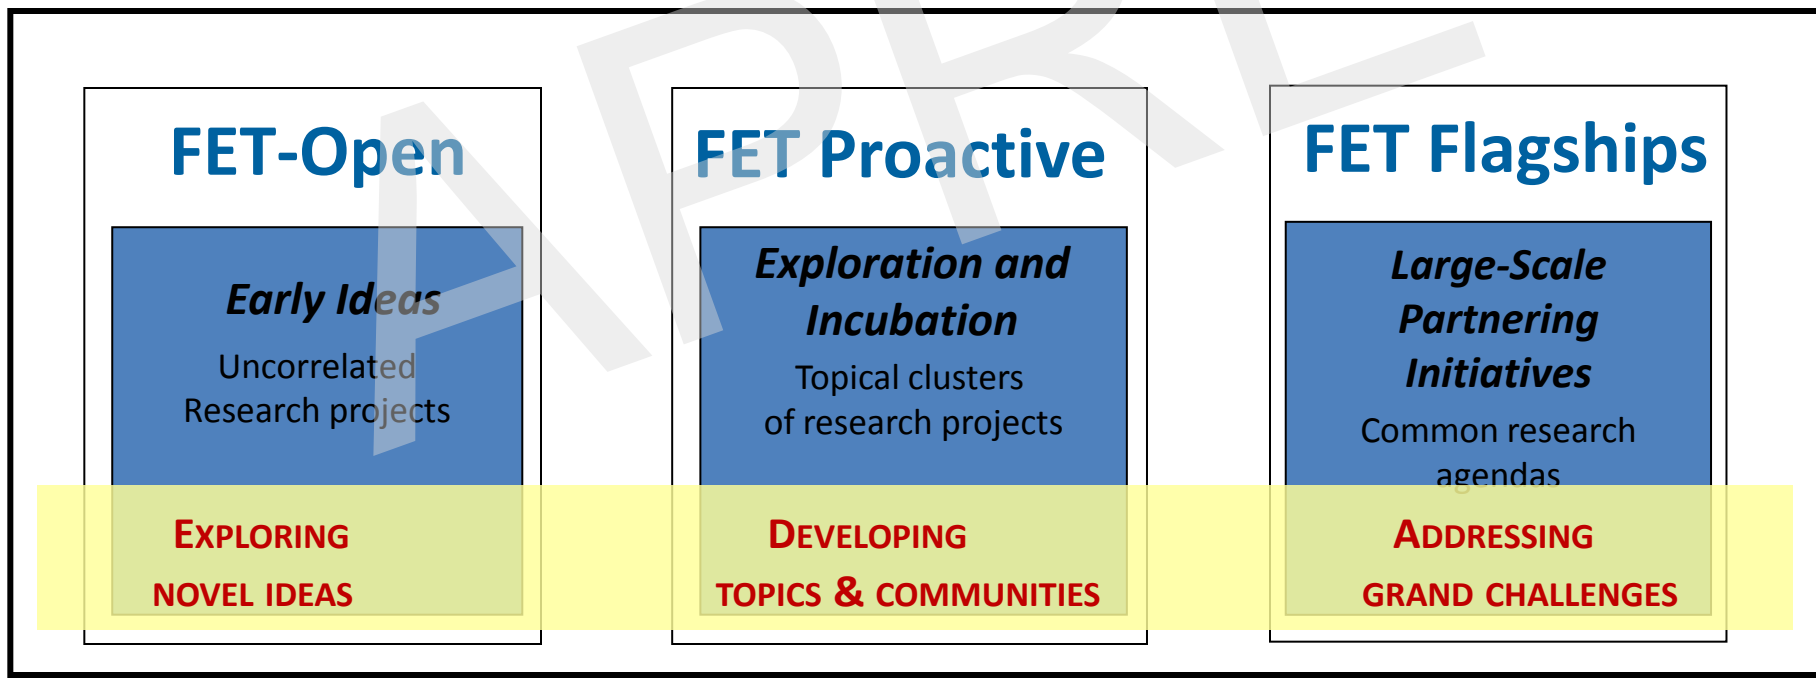 FET-Open
Early Ideas
Uncorrelated
Research projects
EXPLORING
NOVEL IDEAS
FET Proactive
Exploration and
Incubation
Topical clusters
of research projects
DEVELOPING
TOPICS & COMMUNITIES
FET Flagships
Large-Scale
Partnering
Initiatives
Common research
agendas
ADDRESSING
GRAND CHALLENGES
APRE